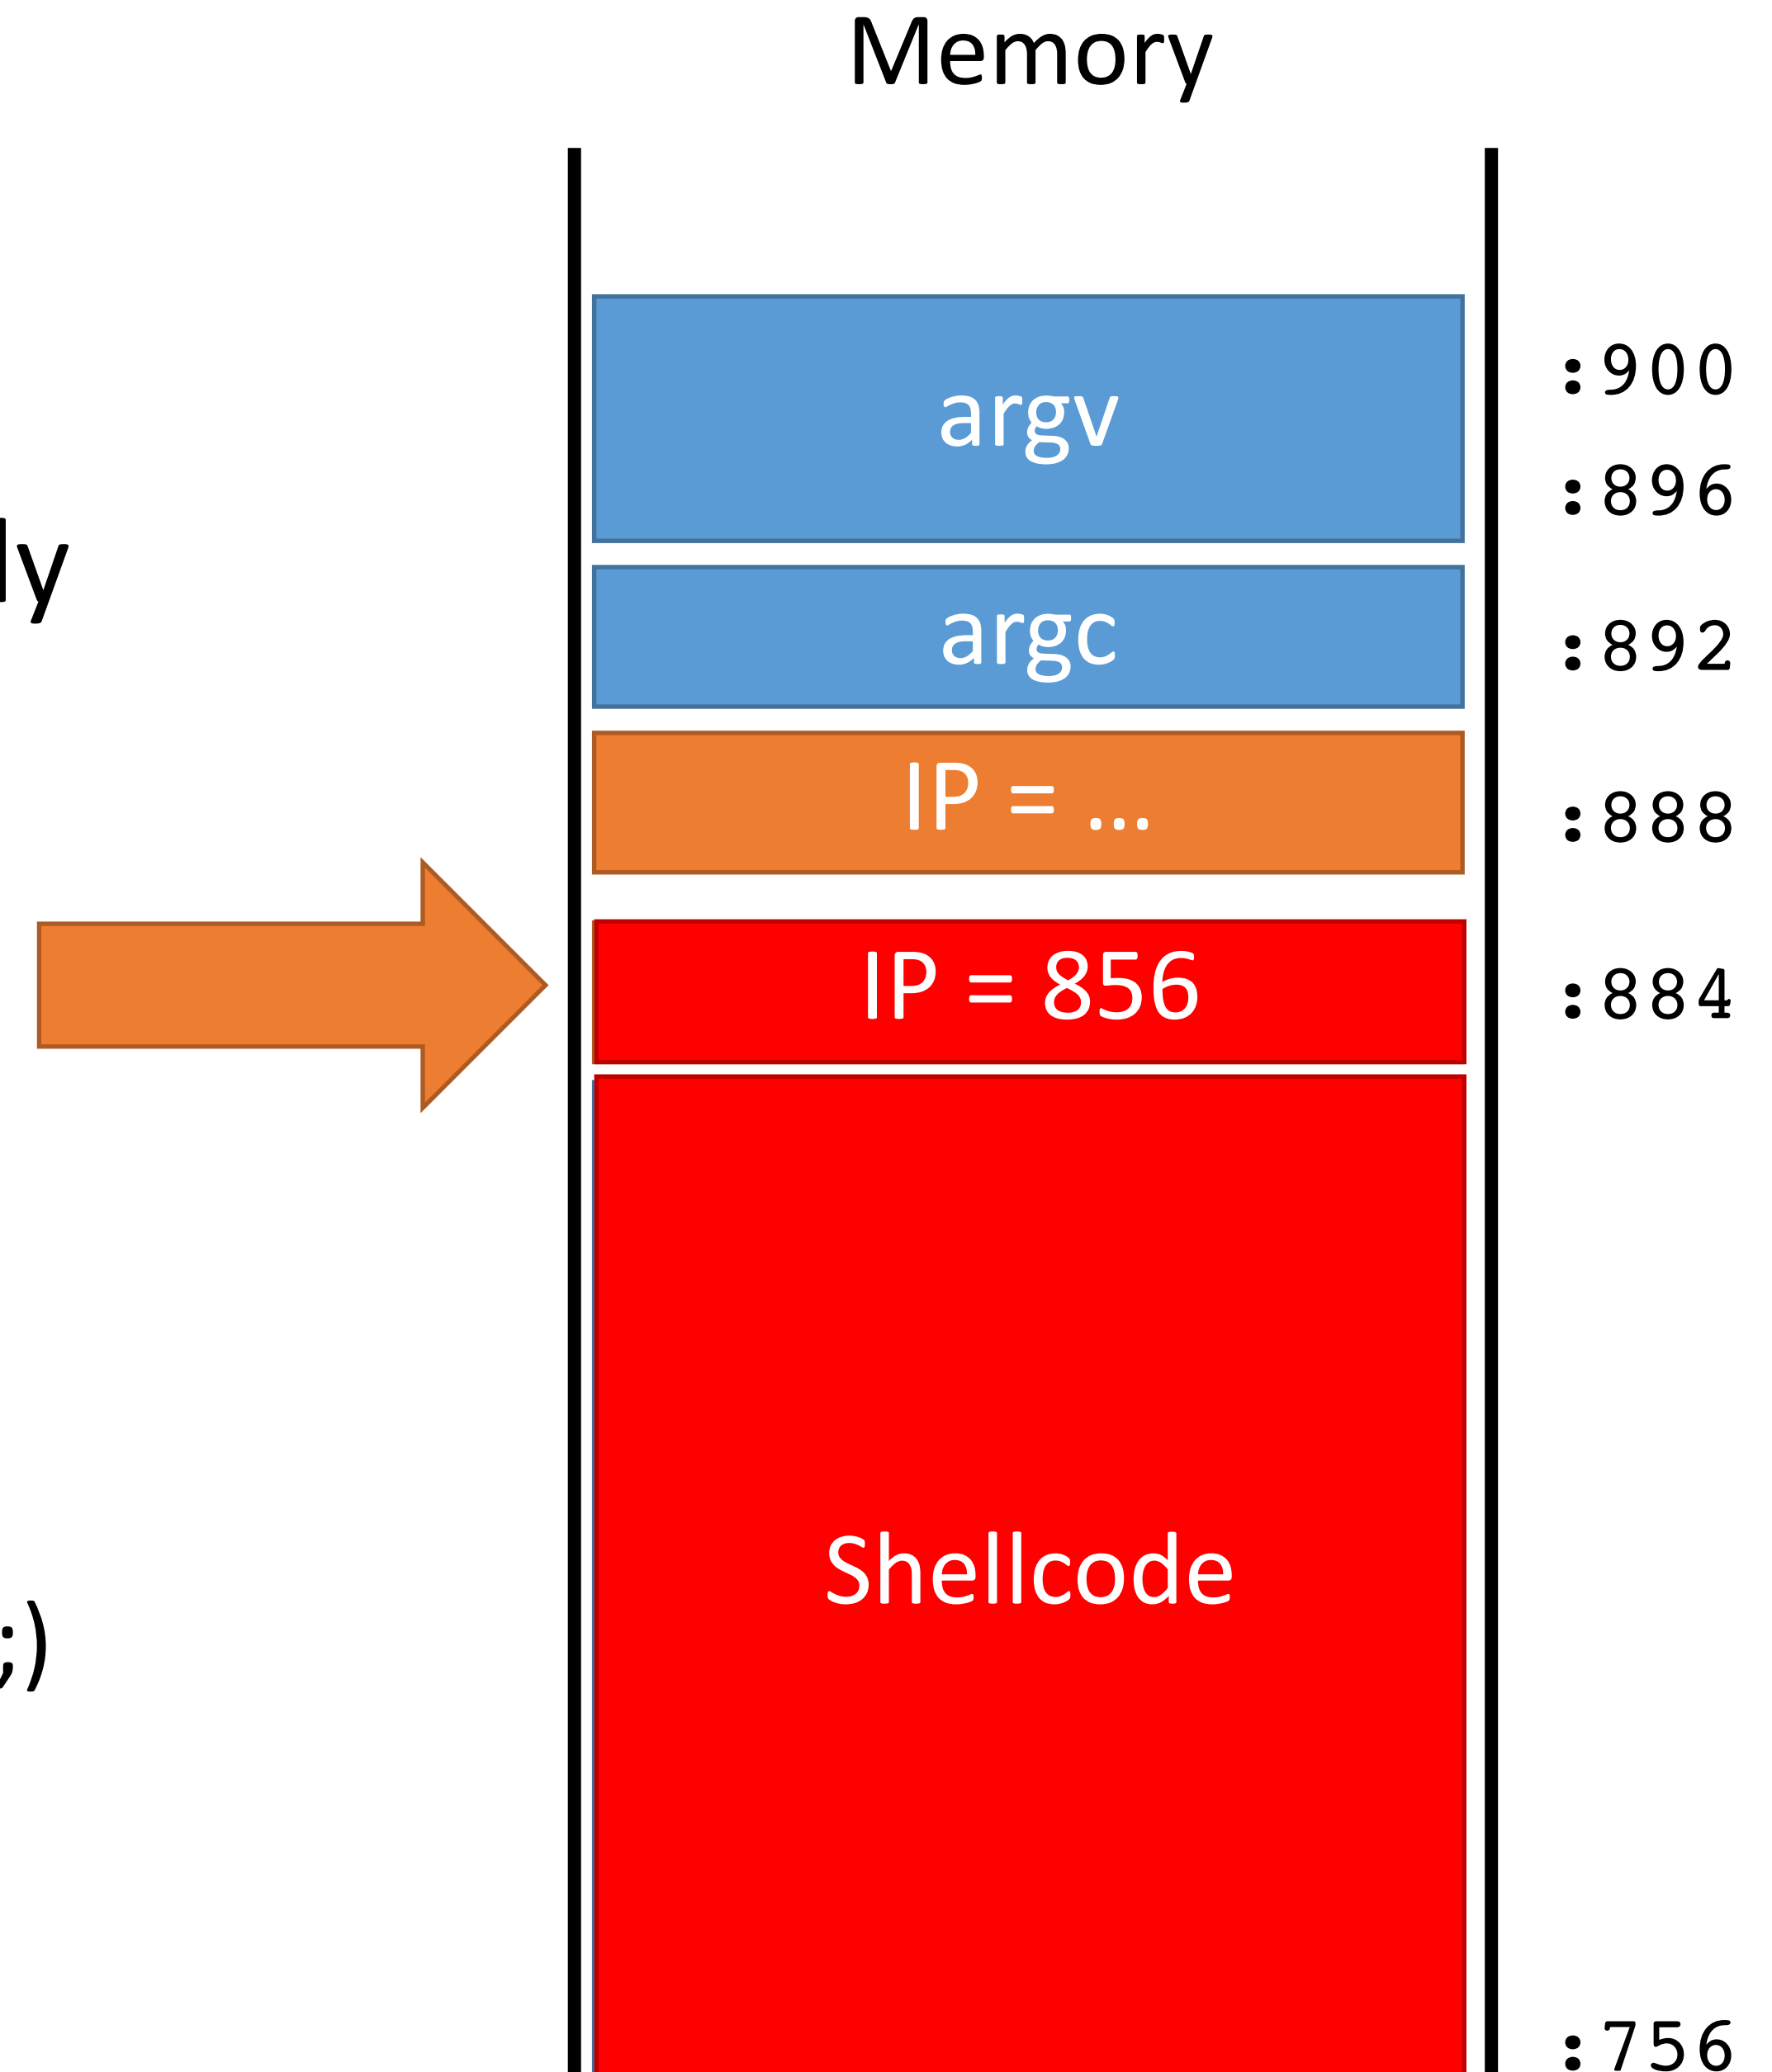 Memory
argv
:900
:896
ly
argc
:892
IP = ...
:888
IP = 856
:884
Shellcode
;)
:756